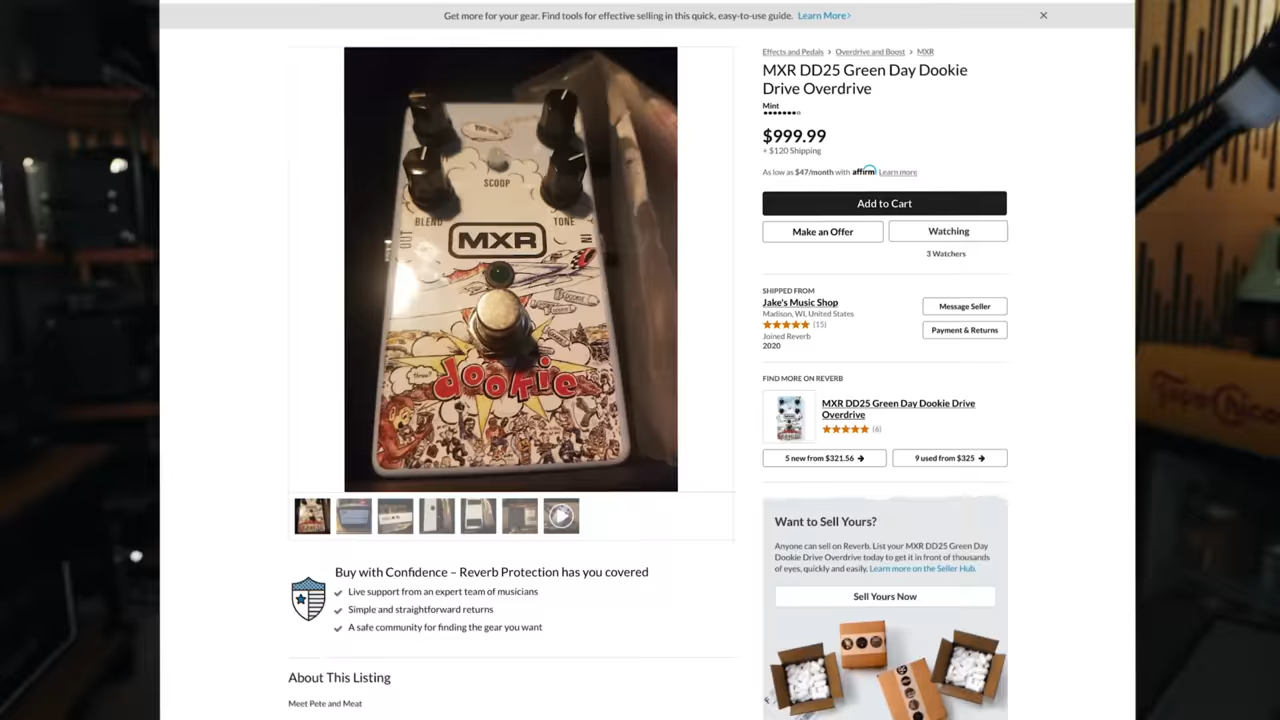 Get more for your gear. Find tools for effective selling in this quick, easy-to-use guide. Learn More>
Effects and Pedals > Overdrive and Boost > MXR
MXR DD25 Green Day Dookie
Drive Overdrive
Mint
$999.99
+ $120 Shipping
As low as $47/month with affirm Learn more
Add to Cart
Make an Offer
Watching
3 Watchers
SHIPPED FROM
Jake's Music Shop
Madison, WI, United States
(15)
Joined Reverb
2020
Message Seller
Payment & Returns
FIND MORE ON REVERB
MXR DD25 Green Day Dookie Drive
Overdrive
(6)
5 new from $321.56
9 used from $325
Want to Sell Yours?
Anyone can sell on Reverb. List your MXR DD25 Green Day
Dookie Drive Overdrive today to get it in front of thousands
of eyes, quickly and easily. Learn more on the Seller Hub.
Sell Yours Now
SCOOP
BLEND
TONE
OUT
IN
MXR
dookie
Buy with Confidence – Reverb Protection has you covered
Live support from an expert team of musicians
Simple and straightforward returns
A safe community for finding the gear you want
About This Listing
Meet Pete and Meat